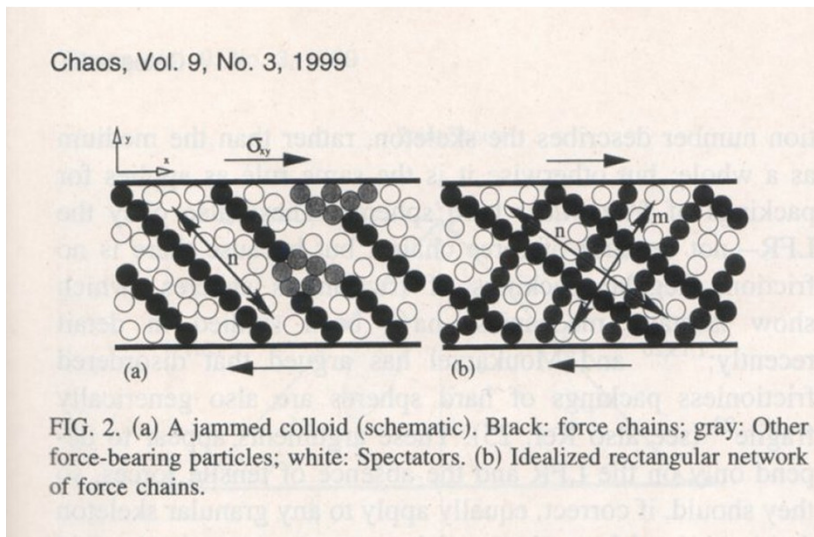 Chaos, Vol. 9, No. 3, 1999
y
x
σxy
n
n
m
(a)
(b)
FIG. 2. (a) A jammed colloid (schematic). Black: force chains; gray: Other
force-bearing particles; white: Spectators. (b) Idealized rectangular network
of force chains.